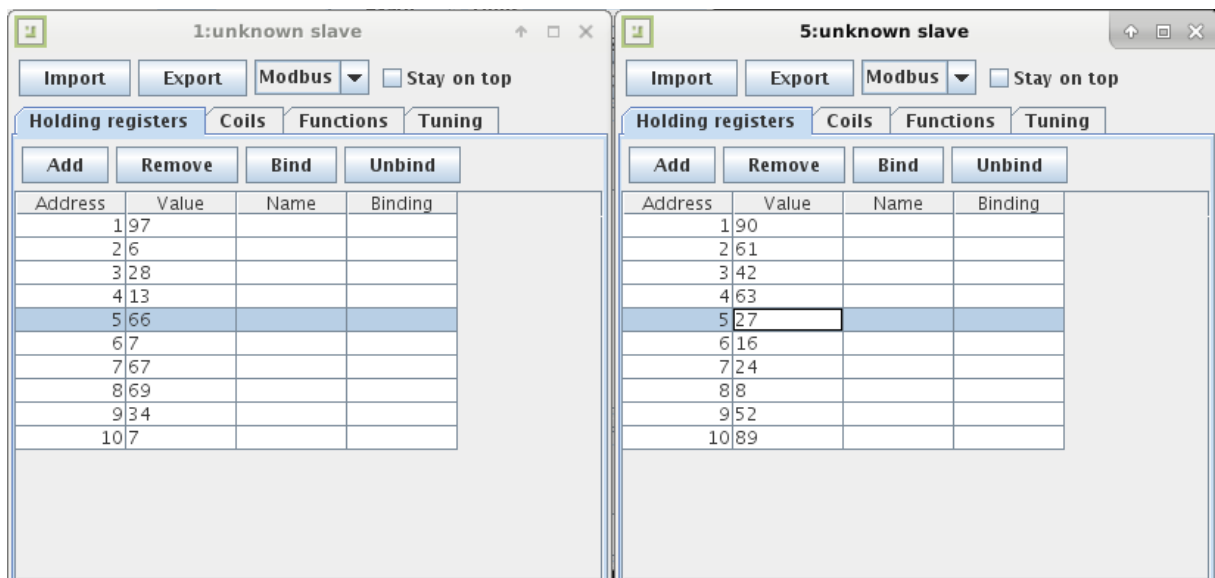 1:unknown slave
Import Export Modbus Stay on top
Holding registers Coils Functions Tuning
Add Remove Bind Unbind
Address Value Name Binding
1 97
2 6
3 28
4 13
5 66
6 7
7 67
8 69
9 34
10 7
5:unknown slave
Import Export Modbus Stay on top
Holding registers Coils Functions Tuning
Add Remove Bind Unbind
Address Value Name Binding
1 90
2 61
3 42
4 63
5 27
6 16
7 24
8 8
9 52
10 89